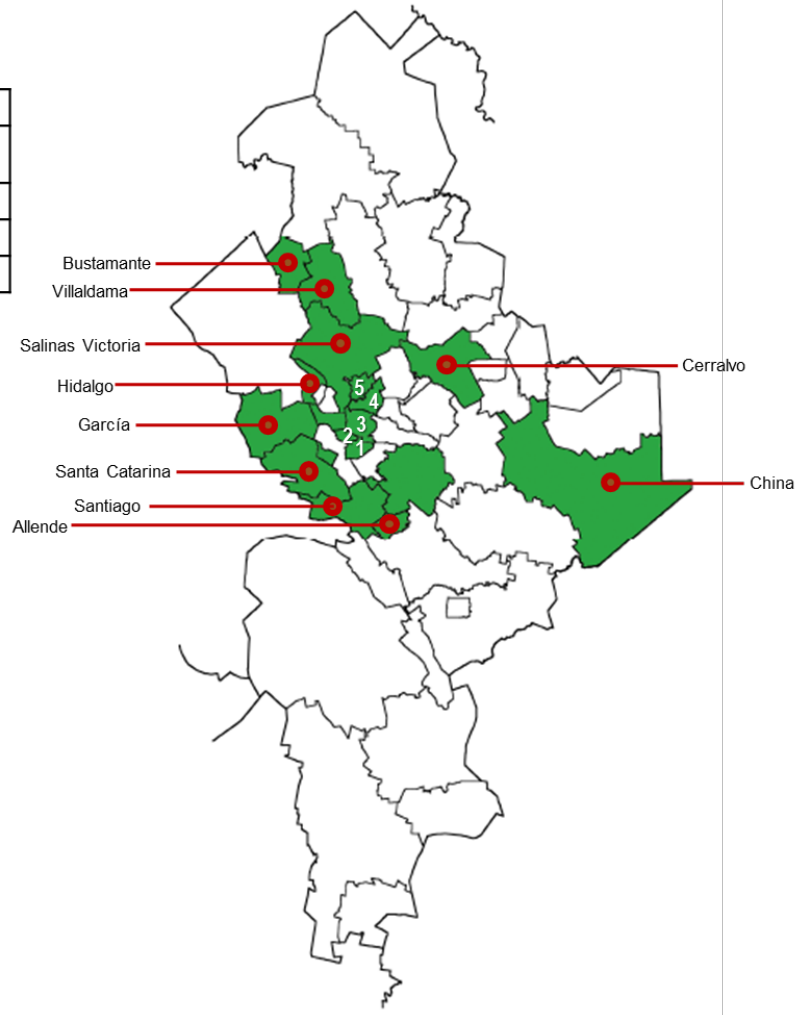 Bustamante
Villaldama
Salinas Victoria
Cerralvo
Hidalgo
5
4
García
3
2
1
Santa Catarina
China
Santiago
Allende